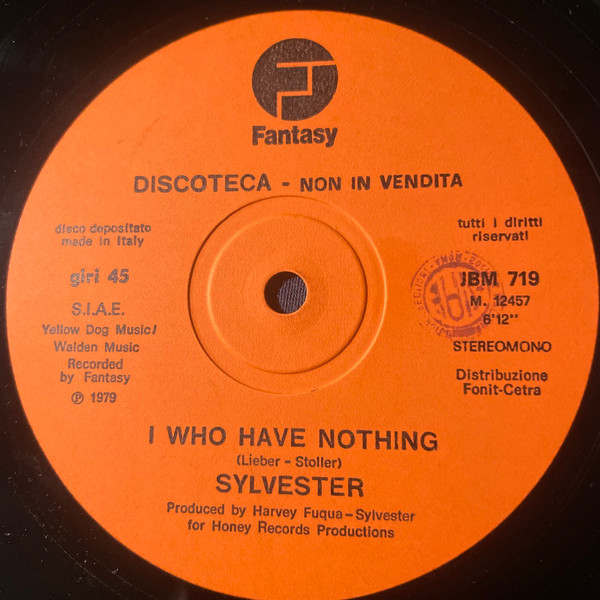 Fantasy
DISCOTECA - NON IN VENDITA
disco depositato
made in Italy
giri 45
S.I.A.E.
Yellow Dog Music/
Walden Music
Recorded
by Fantasy
℗ 1979
tutti i diritti
riservati
JBM 719
M. 12457
6'12"
STEREOMONO
Distribuzione
Fonit-Cetra
I WHO HAVE NOTHING
(Lieber - Stoller)
SYLVESTER
Produced by Harvey Fuqua - Sylvester
for Honey Records Productions